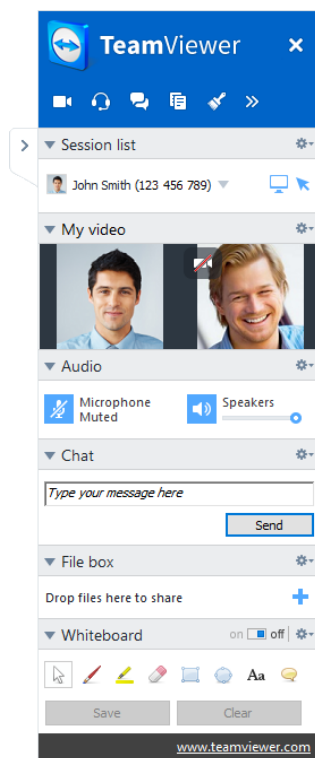 TeamViewer
Session list
John Smith (123 456 789)
My video
Audio
Microphone
Muted
Speakers
Chat
Type your message here
Send
File box
Drop files here to share
Whiteboard
on off
Aa
Save
Clear
www.teamviewer.com